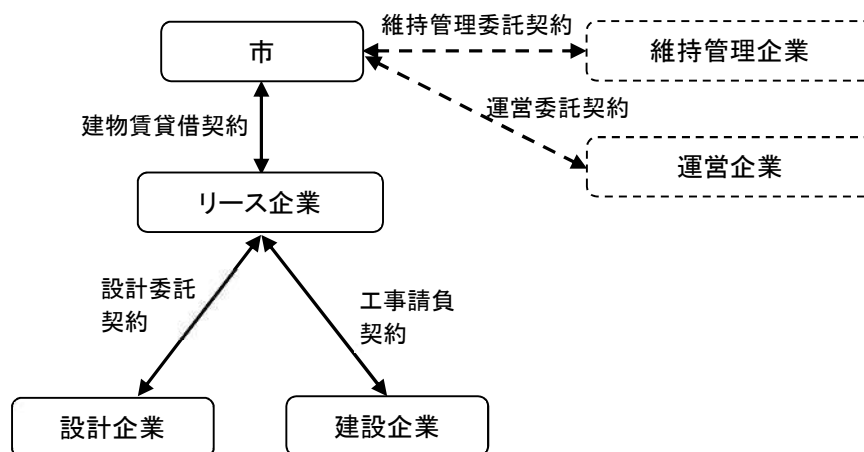 維持管理委託契約
市
維持管理企業
運営委託契約
建物賃貸借契約
運営企業
リース企業
設計委託
契約
工事請負
契約
設計企業
建設企業